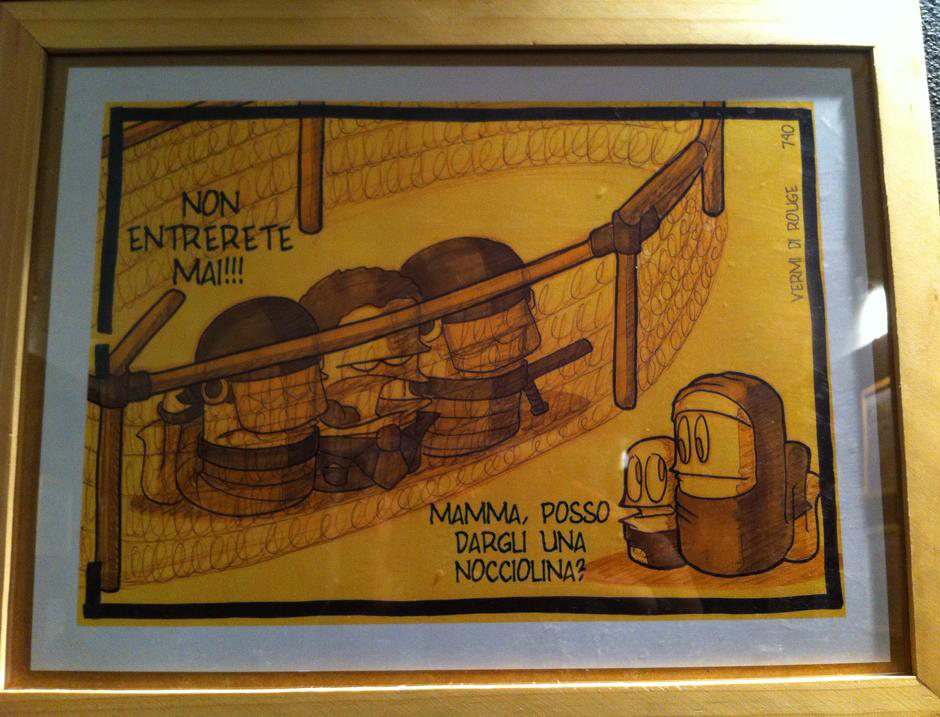 NON
ENTRERETE
MAI!!!
VERMI DI ROUGE 740
MAMMA, POSSO
DARGLI UNA
NOCCIOLINA?